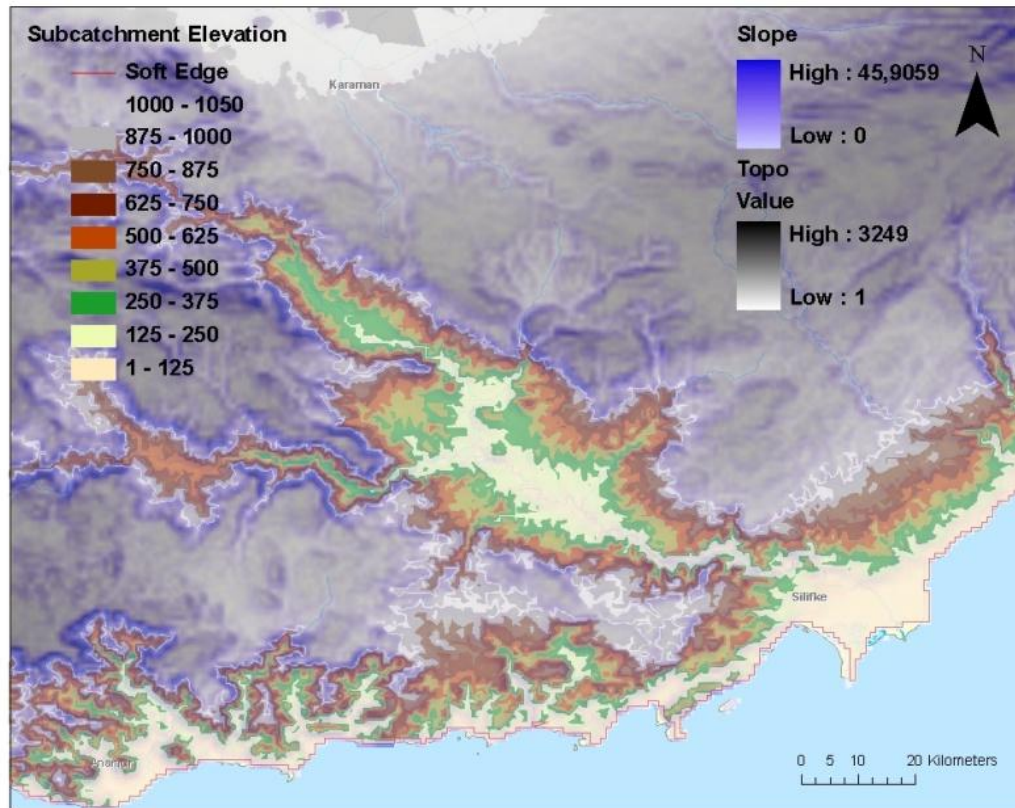 Subcatchment Elevation
Soft Edge
1000 - 1050
875 - 1000
750 - 875
625 - 750
500 - 625
375 - 500
250 - 375
125 - 250
1 - 125
Karaman
Slope
High : 45,9059
Low : 0
Topo
Value
High : 3249
Low : 1
N
Silifke
Anamur
0 5 10 20 Kilometers